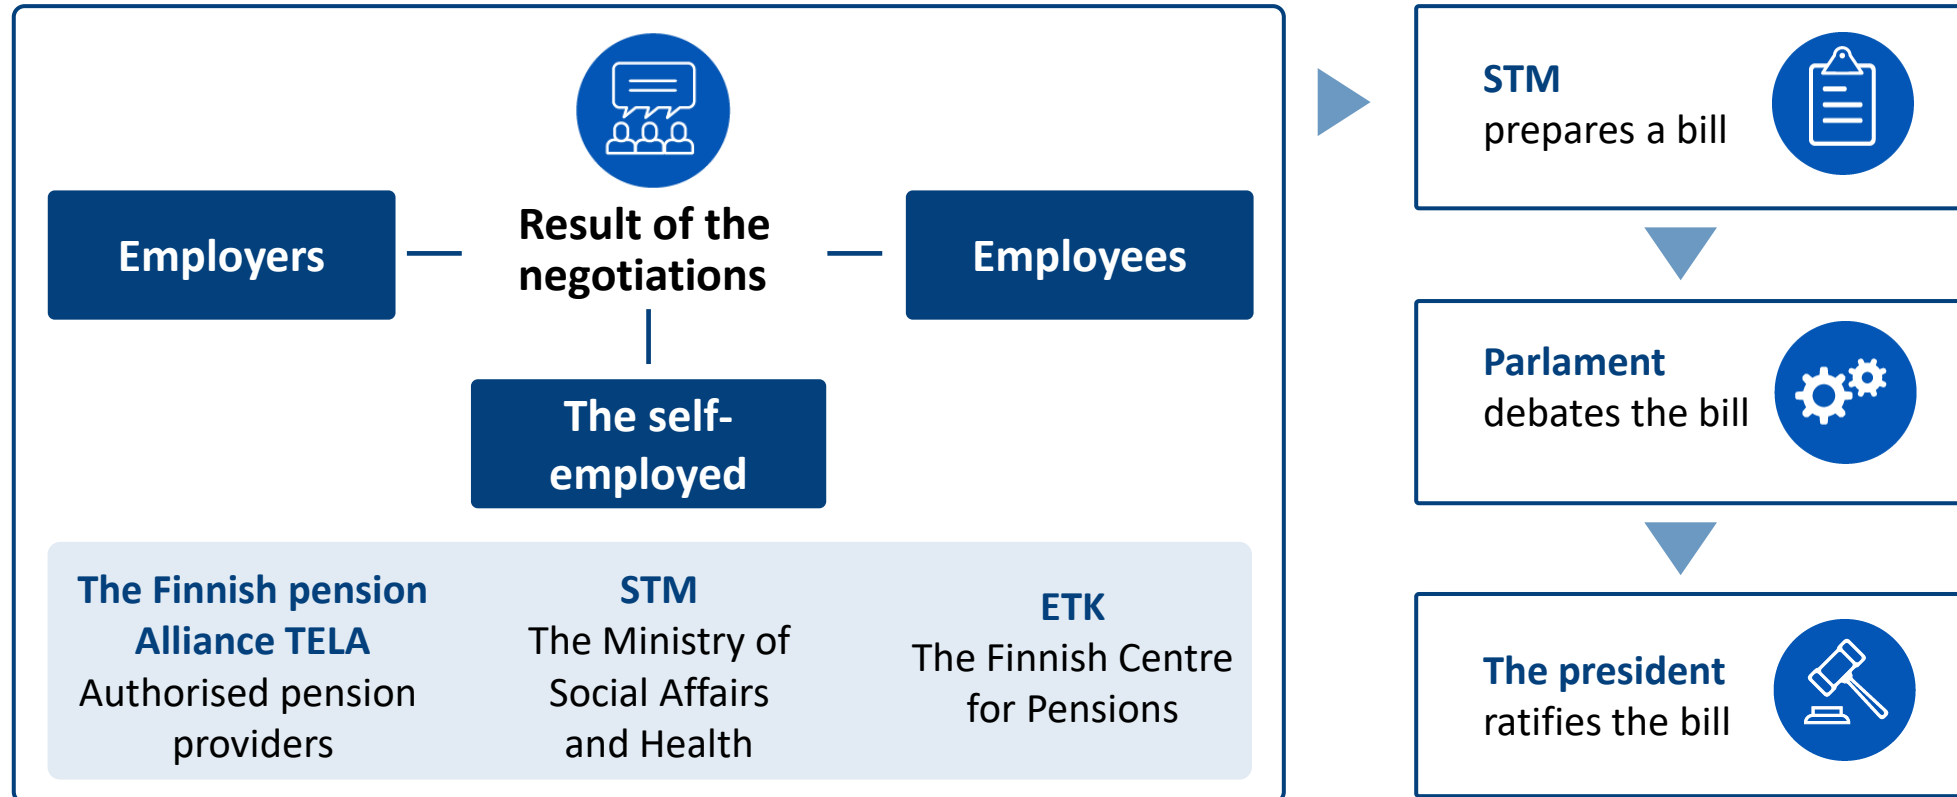 Result of the
negotiations
Employers
Employees
The self-
employed
The Finnish pension
Alliance TELA
Authorised pension
providers
STM
The Ministry of
Social Affairs
and Health
ETK
The Finnish Centre
for Pensions
STM
prepares a bill
Parlament
debates the bill
The president
ratifies the bill